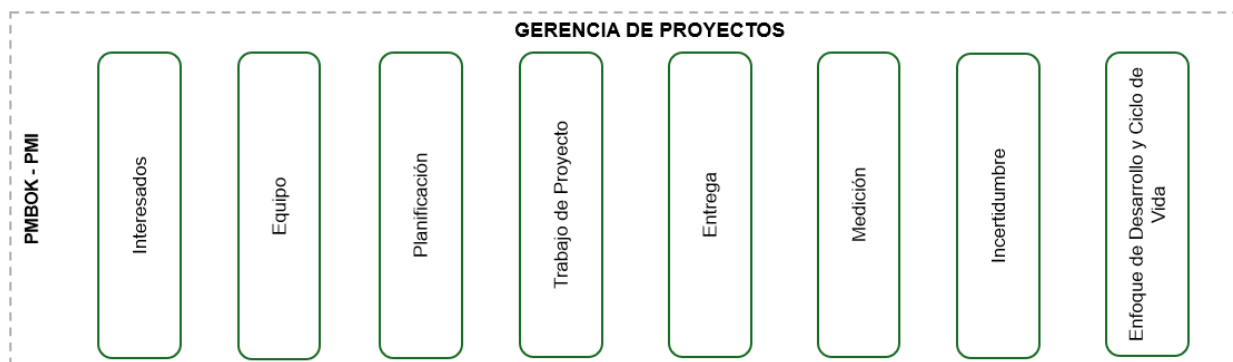 GERENCIA DE PROYECTOS
PMBOK - PMI
Interesados
Equipo
Planificación
Trabajo de Proyecto
Entrega
Medición
Incertidumbre
Enfoque de Desarrollo y Ciclo de
Vida